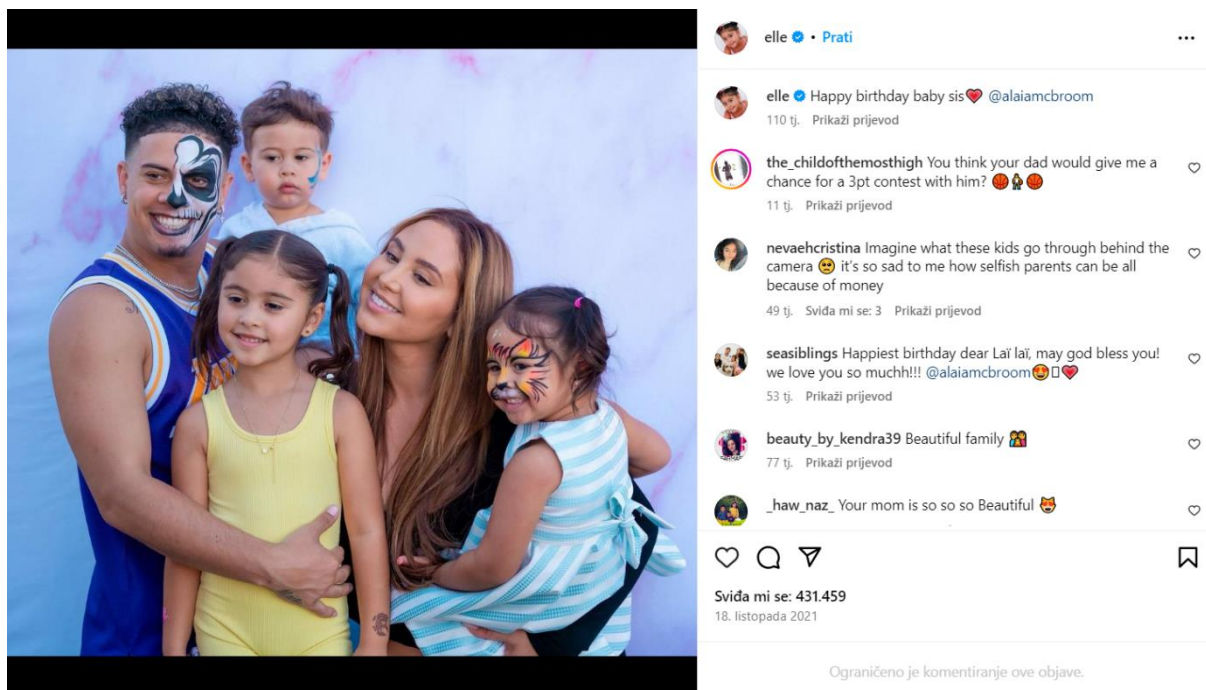 elle • Prati
elle Happy birthday baby sis💗 @alaiamcbroom
110 tj. Prikaži prijevod
the_childofthemosthigh You think your dad would give me a
chance for a 3pt contest with him? 🏀⛹🏀
11 tj. Prikaži prijevod
nevaehcristina Imagine what these kids go through behind the
camera 🥺 it's so sad to me how selfish parents can be all
because of money
49 tj. Sviđa mi se: 3 Prikaži prijevod
seasiblings Happiest birthday dear Laï laï, may god bless you!
we love you so muchh!!! @alaiamcbroom😍▯💗
53 tj. Prikaži prijevod
beauty_by_kendra39 Beautiful family 👩‍❤️‍👨
77 tj. Prikaži prijevod
_haw_naz_ Your mom is so so so Beautiful 😻
Sviđa mi se: 431.459
18. listopada 2021
Ograničeno je komentiranje ove objave.